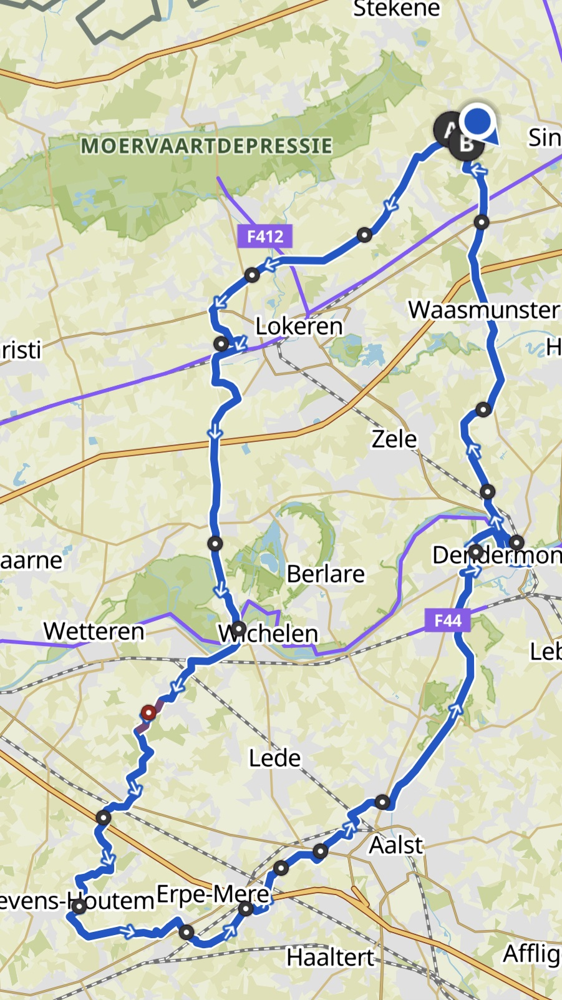 Stekene
MOERVAARTDEPRESSIE
A
B
Sin
F412
Waasmunster
Lokeren
risti
H
Zele
aarne
Berlare
Dendermon
Wetteren
Wichelen
F44
Leb
Lede
Aalst
evens-Houtem
Erpe-Mere
Haaltert
Afflig